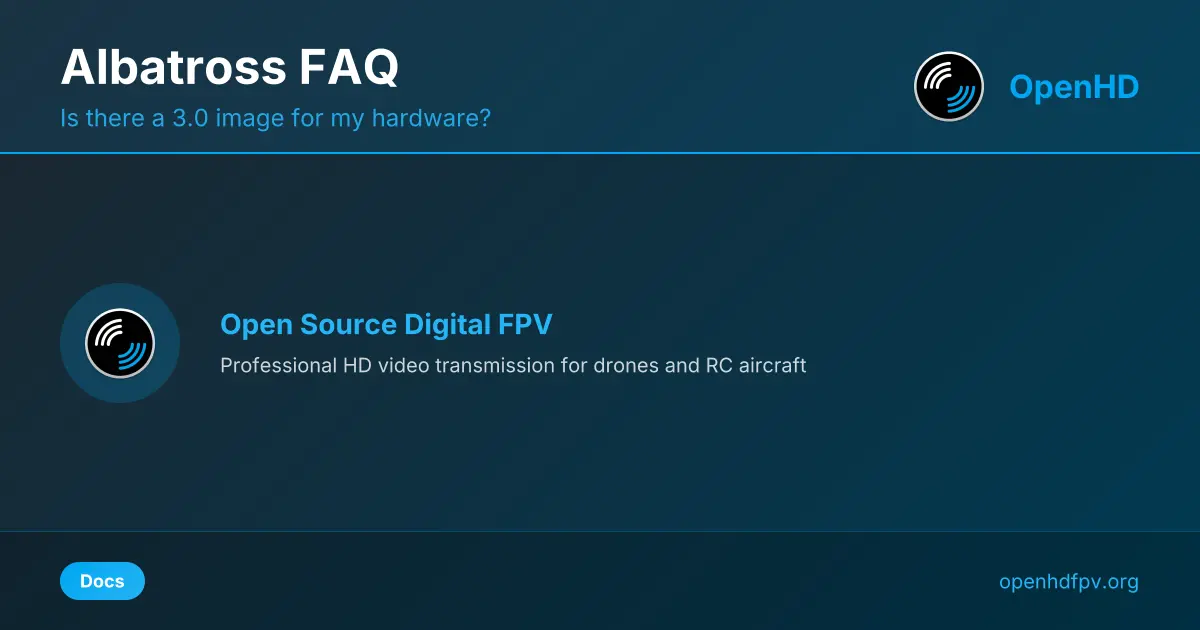 Albatross FAQ
Is there a 3.0 image for my hardware?
OpenHD
Open Source Digital FPV
Professional HD video transmission for drones and RC aircraft
Docs
openhdfpv.org